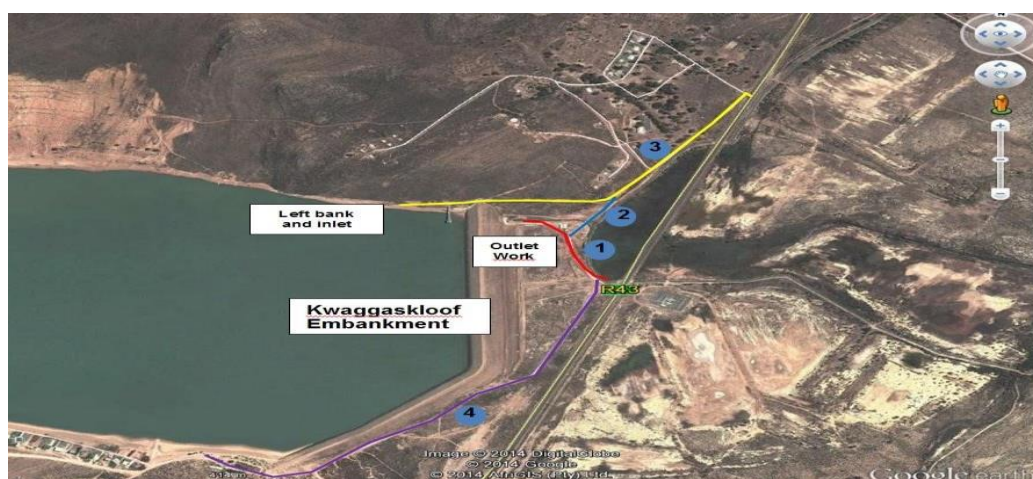 N
3
Left bank
and inlet
2
Outlet
Work
1
R43
Kwaggaskloof
Embankment
4
Image © 2014 DigitalGlobe
© 2014 Google
© 2014 AfriGIS (Pty) Ltd.
Google earth